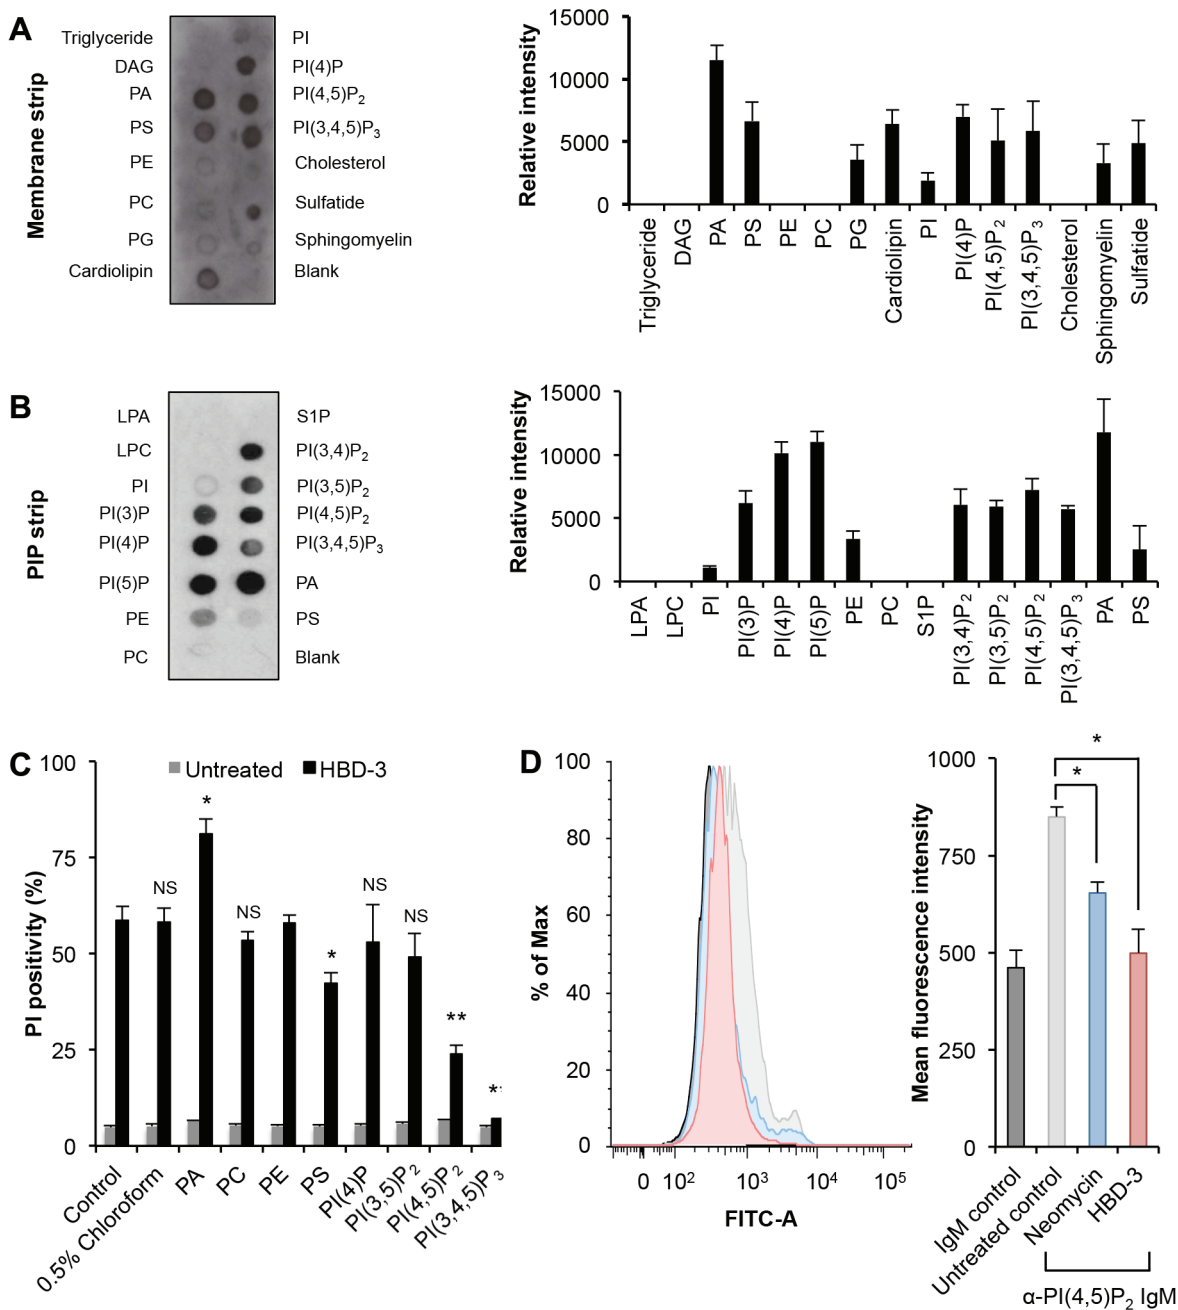 A
Membrane strip
Triglyceride
DAG
PA
PS
PE
PC
PG
Cardiolipin
PI
PI(4)P
PI(4,5)P2
PI(3,4,5)P3
Cholesterol
Sulfatide
Sphingomyelin
Blank
Relative intensity
15000
10000
5000
0
Triglyceride
DAG
PA
PS
PE
PC
PG
Cardiolipin
PI
PI(4)P
PI(4,5)P2
PI(3,4,5)P3
Cholesterol
Sphingomyelin
Sulfatide
B
PIP strip
LPA
LPC
PI
PI(3)P
PI(4)P
PI(5)P
PE
PC
S1P
PI(3,4)P2
PI(3,5)P2
PI(4,5)P2
PI(3,4,5)P3
PA
PS
Blank
Relative intensity
15000
10000
5000
0
LPA
LPC
PI
PI(3)P
PI(4)P
PI(5)P
PE
PC
S1P
PI(3,4)P2
PI(3,5)P2
PI(4,5)P2
PI(3,4,5)P3
PA
PS
C
PI positivity (%)
100
75
50
25
0
Untreated HBD-3
NS
*
NS
*
NS
NS
**
*
Control
0.5% Chloroform
PA
PC
PE
PS
PI(4)P
PI(3,5)P2
PI(4,5)P2
PI(3,4,5)P3
D
% of Max
100
80
60
40
20
0
0 102 103 104 105
FITC-A
Mean fluorescence intensity
1000
750
500
250
0
*
*
IgM control
Untreated control
Neomycin
HBD-3
α-PI(4,5)P2 IgM